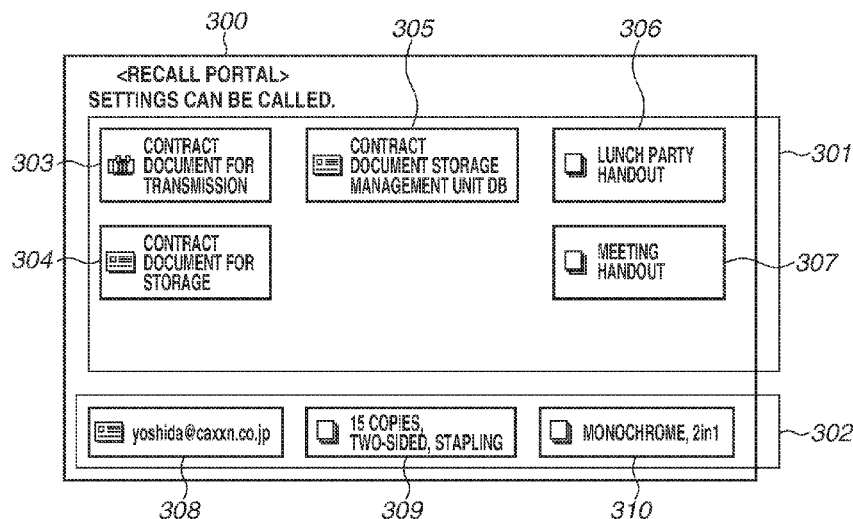 300
305
306
<RECALL PORTAL>
SETTINGS CAN BE CALLED.
303
CONTRACT
DOCUMENT FOR
TRANSMISSION
CONTRACT
DOCUMENT STORAGE
MANAGEMENT UNIT DB
LUNCH PARTY
HANDOUT
301
304
CONTRACT
DOCUMENT FOR
STORAGE
MEETING
HANDOUT
307
yoshida@caxxn.co.jp
15 COPIES,
TWO-SIDED, STAPLING
MONOCHROME, 2in1
302
308
309
310